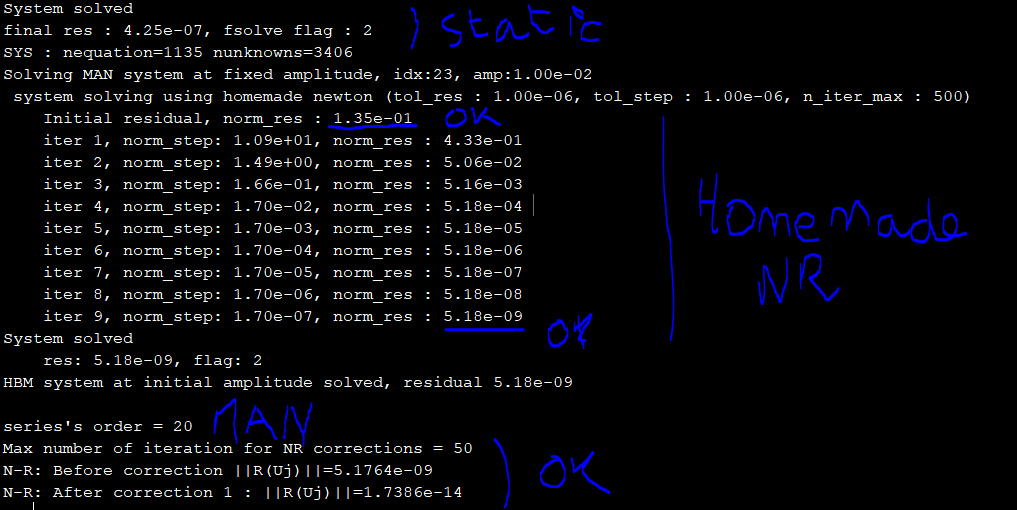 System solved
final res : 4.25e-07, fsolve flag : 2
) static
SYS : nequation=1135 nunknowns=3406
Solving MAN system at fixed amplitude, idx:23, amp:1.00e-02
system solving using homemade newton (tol_res : 1.00e-06, tol_step : 1.00e-06, n_iter_max : 500)
Initial residual, norm_res : 1.35e-01 OK
iter 1, norm_step: 1.09e+01, norm_res : 4.33e-01
iter 2, norm_step: 1.49e+00, norm_res : 5.06e-02
iter 3, norm_step: 1.66e-01, norm_res : 5.16e-03
iter 4, norm_step: 1.70e-02, norm_res : 5.18e-04
iter 5, norm_step: 1.70e-03, norm_res : 5.18e-05
iter 6, norm_step: 1.70e-04, norm_res : 5.18e-06
iter 7, norm_step: 1.70e-05, norm_res : 5.18e-07
iter 8, norm_step: 1.70e-06, norm_res : 5.18e-08
iter 9, norm_step: 1.70e-07, norm_res : 5.18e-09 OK
Homemade
NR
System solved
res: 5.18e-09, flag: 2
HBM system at initial amplitude solved, residual 5.18e-09
series's order = 20 MAN
Max number of iteration for NR corrections = 50
N-R: Before correction ||R(Uj)||=5.1764e-09
N-R: After correction 1 : ||R(Uj)||=1.7386e-14
) OK